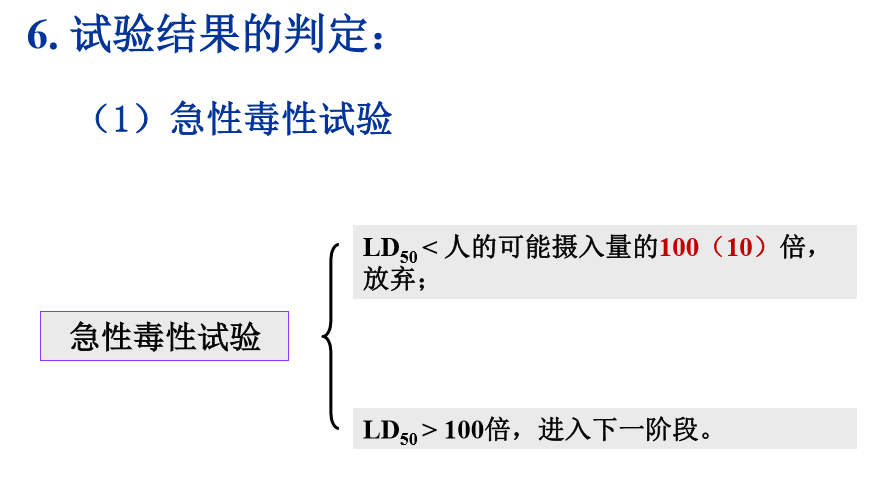 6. 试验结果的判定：
（1）急性毒性试验
LD50 < 人的可能摄入量的100（10）倍，
放弃；
急性毒性试验
LD50 > 100倍，进入下一阶段。